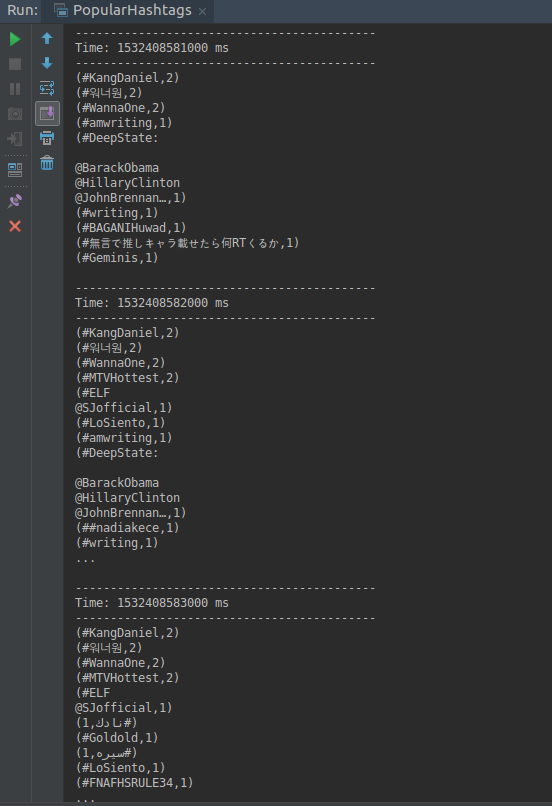 Run: PopularHashtags
-------------------------------------------
Time: 1532408581000 ms
-------------------------------------------
(#KangDaniel,2)
(#워너원,2)
(#WannaOne,2)
(#amwriting,1)
(#DeepState:
@BarackObama
@HillaryClinton
@JohnBrennan…,1)
(#writing,1)
(#BAGANIHuwad,1)
(#無言で推しキャラ載せたら何RTくるか,1)
(#Geminis,1)
-------------------------------------------
Time: 1532408582000 ms
-------------------------------------------
(#KangDaniel,2)
(#워너원,2)
(#WannaOne,2)
(#MTVHottest,2)
(#ELF
@SJofficial,1)
(#LoSiento,1)
(#amwriting,1)
(#DeepState:
@BarackObama
@HillaryClinton
@JohnBrennan…,1)
(##nadiakece,1)
(#writing,1)
...
-------------------------------------------
Time: 1532408583000 ms
-------------------------------------------
(#KangDaniel,2)
(#워너원,2)
(#WannaOne,2)
(#MTVHottest,2)
(#ELF
@SJofficial,1)
(#نادك,1)
(#Goldold,1)
(#سيره,1)
(#LoSiento,1)
(#FNAFHSRULE34,1)
...